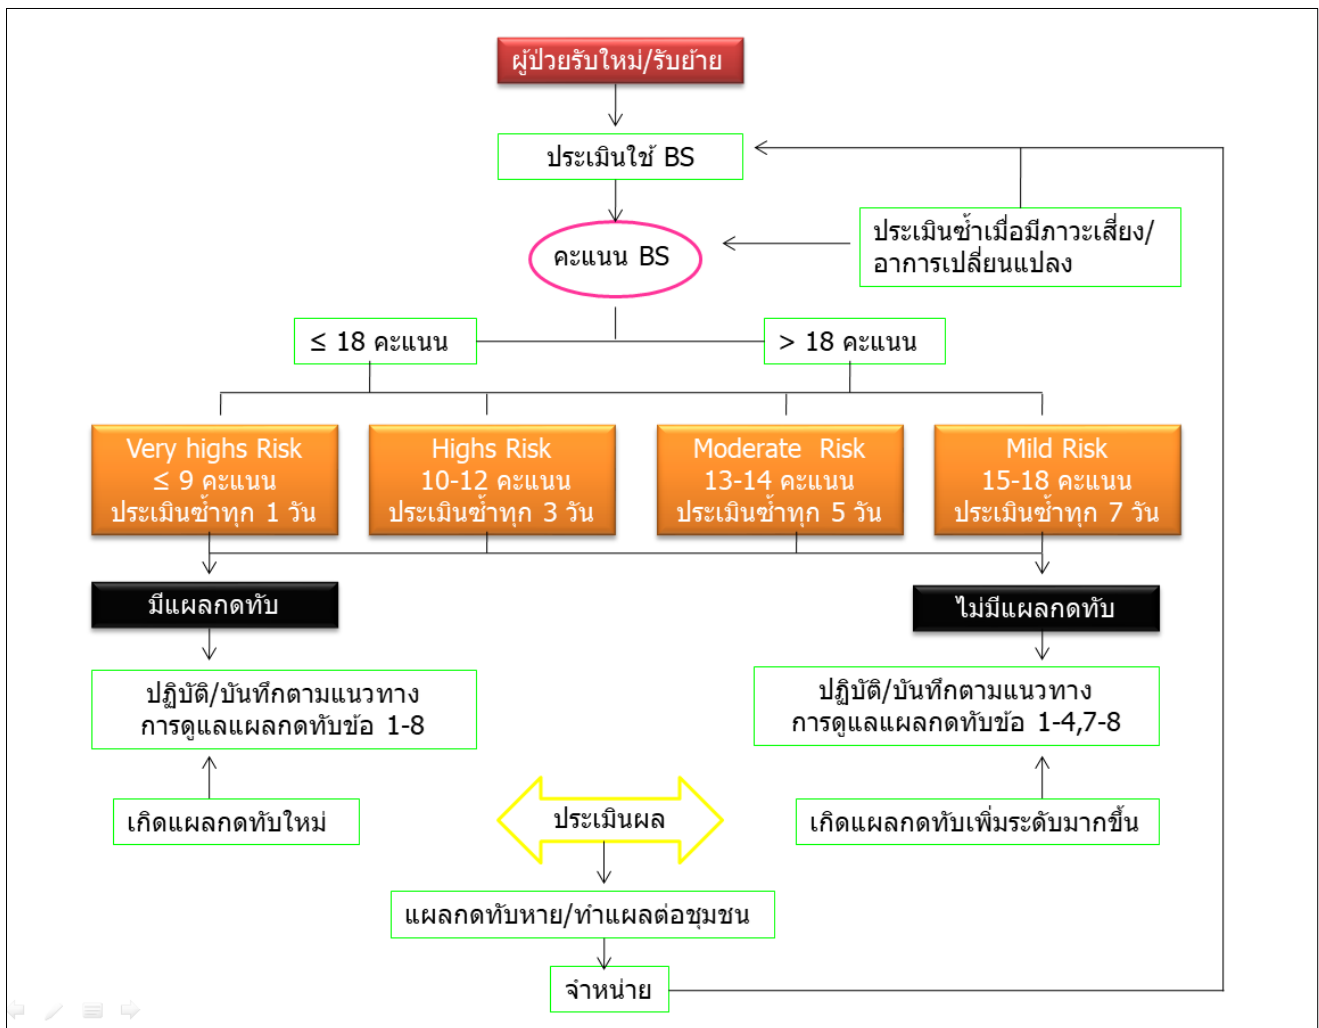 ผู้ป่วยรับใหม่/รับย้าย
ประเมินใช้ BS
ประเมินซ้ำเมื่อมีภาวะเสี่ยง/
อาการเปลี่ยนแปลง
คะแนน BS
≤ 18 คะแนน
> 18 คะแนน
Very highs Risk
≤ 9 คะแนน
ประเมินซ้ำทุก 1 วัน
Highs Risk
10-12 คะแนน
ประเมินซ้ำทุก 3 วัน
Moderate Risk
13-14 คะแนน
ประเมินซ้ำทุก 5 วัน
Mild Risk
15-18 คะแนน
ประเมินซ้ำทุก 7 วัน
มีแผลกดทับ
ไม่มีแผลกดทับ
ปฏิบัติ/บันทึกตามแนวทาง
การดูแลแผลกดทับข้อ 1-8
ปฏิบัติ/บันทึกตามแนวทาง
การดูแลแผลกดทับข้อ 1-4,7-8
เกิดแผลกดทับใหม่
ประเมินผล
เกิดแผลกดทับเพิ่มระดับมากขึ้น
แผลกดทับหาย/ทำแผลต่อชุมชน
จำหน่าย